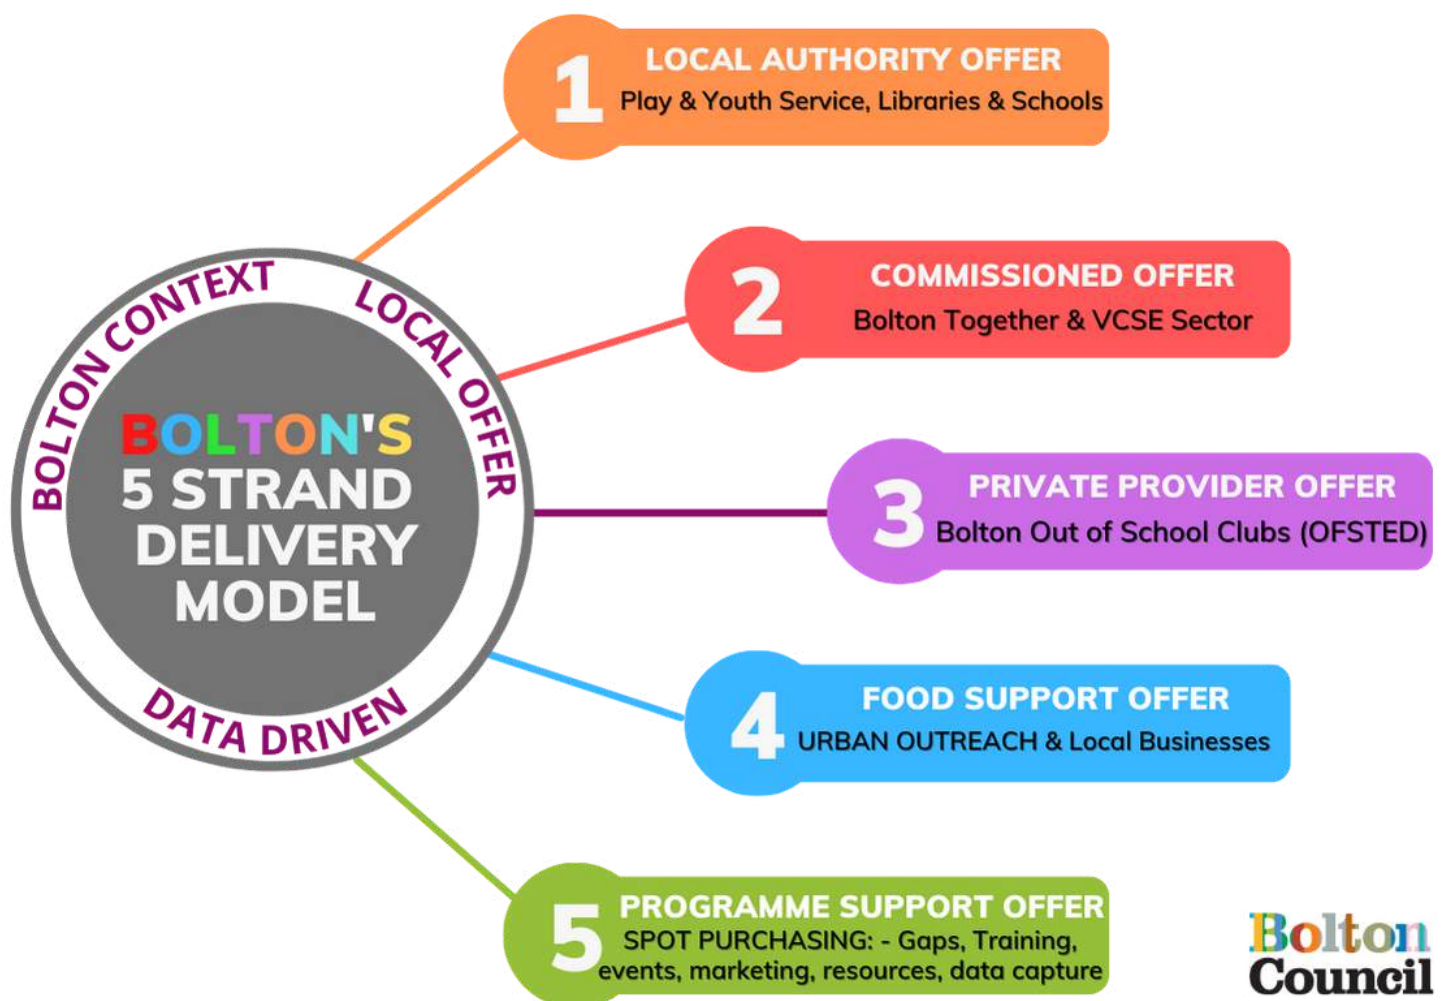 1
LOCAL AUTHORITY OFFER
Play & Youth Service, Libraries & Schools
2
COMMISSIONED OFFER
Bolton Together & VCSE Sector
BOLTON CONTEXT
LOCAL OFFER
DATA DRIVEN
BOLTON'S
5 STRAND
DELIVERY
MODEL
3
PRIVATE PROVIDER OFFER
Bolton Out of School Clubs (OFSTED)
4
FOOD SUPPORT OFFER
URBAN OUTREACH & Local Businesses
5
PROGRAMME SUPPORT OFFER
SPOT PURCHASING: - Gaps, Training,
events, marketing, resources, data capture
Bolton
Council